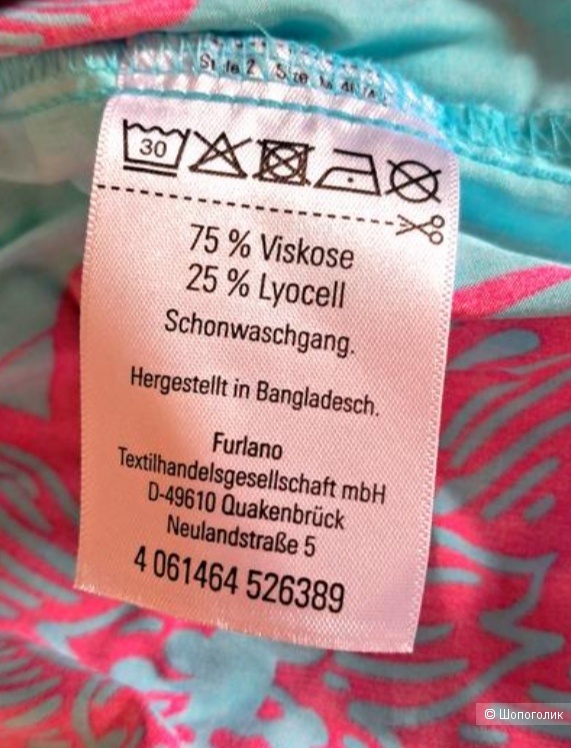 30
75 % Viskose
25 % Lyocell
Schonwaschgang.
Hergestellt in Bangladesch.
Furlano
Textilhandelsgesellschaft mbH
D-49610 Quakenbrück
Neulandstraße 5
4 061464 526389
© Шопоголик